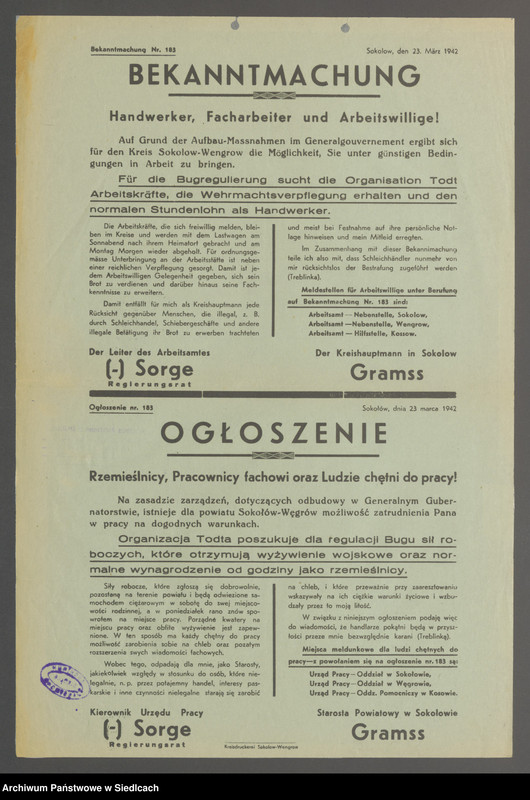 Bekanntmachung Nr. 183
Sokolow, den 23. März 1942
BEKANNTMACHUNG
Handwerker, Facharbeiter und Arbeitswillige!
Auf Grund der Aufbau-Massnahmen im Generalgouvernement ergibt sich
für den Kreis Sokolow-Wengrow die Möglichkeit, Sie unter günstigen Bedin-
gungen in Arbeit zu bringen.
Für die Bugregulierung sucht die Organisation Todt
Arbeitskräfte, die Wehrmachtsverpflegung erhalten und den
normalen Stundenlohn als Handwerker.
Die Arbeitskräfte, die sich freiwillig melden, blei-
ben im Kreise und werden mit dem Lastwagen am
Sonnabend nach ihrem Heimatort gebracht und am
Montag Morgen wieder abgeholt. Für ordnungsge-
mässe Unterbringung an der Arbeitsstätte ist neben
einer reichlichen Verpflegung gesorgt. Damit ist je-
dem Arbeitswilligen Gelegenheit gegeben, sich sein
Brot zu verdienen und darüber hinaus seine Fach-
kenntnisse zu erweitern.
Damit entfällt für mich als Kreishauptmann jede
Rücksicht gegenüber Menschen, die illegal, z. B.
durch Schleichhandel, Schiebergeschäfte und andere
illegale Betätigung ihr Brot zu erwerben trachteten
und meist bei Festnahme auf ihre persönliche Not-
lage hinweisen und mein Mitleid erregten.
Im Zusammenhang mit dieser Bekanntmachung
teile ich also mit, dass Schleichhändler nunmehr von
mir rücksichtslos der Bestrafung zugeführt werden
(Treblinka).
Meldestellen für Arbeitswillige unter Berufung
auf Bekanntmachung Nr. 183 sind:
Arbeitsamt — Nebenstelle, Sokolow,
Arbeitsamt —Nebenstelle, Wengrow,
Arbeitsamt — Hilfsstelle, Kossow.
Der Leiter des Arbeitsamtes
(-) Sorge
Regierungsrat
Der Kreishauptmann in Sokolow
Gramss
Ogłoszenie nr. 183
Sokołów, dnia 23 marca 1942
OGŁOSZENIE
Rzemieślnicy, Pracownicy fachowi oraz Ludzie chętni do pracy!
Na zasadzie zarządzeń, dotyczących odbudowy w Generalnym Guber-
natorstwie, istnieje dla powiatu Sokołów-Węgrów możliwość zatrudnienia Pana
w pracy na dogodnych warunkach.
Organizacja Todta poszukuje dla regulacji Bugu sił ro-
boczych, które otrzymują wyżywienie wojskowe oraz nor-
malne wynagrodzenie od godziny jako rzemieślnicy.
Siły robocze, które zgłoszą się dobrowolnie,
pozostaną na terenie powiatu i będą odwiezione sa-
mochodem ciężarowym w sobotę do swej miejsco-
wości rodzinnej, a w poniedziałek rano znów spo-
wrotem na miejsce pracy. Porządne kwatery na
miejscu pracy oraz obfite wyżywienie jest zapew-
nione. W ten sposób ma każdy chętny do pracy
możliwość zarobienia sobie na chleb oraz posatym
rozszerzenia swych wiadomości fachowych.
Wobec tego, odpadają dla mnie, jako Starosty,
jakiekolwiek względy w stosunku do osób, które nie-
legalnie, n. p. przez potajemny handel, interesy pas-
karskie i inne czynności nielegalne starają się zarobić
na chleb, i które przeważnie przy zaaresztowaniu
wskazywały na ich ciężkie warunki życiowe i wzbu-
dzały przez to moją litość.
W związku z niniejszym ogłoszeniem podaję więc
do wiadomości, że handlarze pokątni będą w przysz-
łości przeze mnie bezwzględnie karani (Treblinka).
Miejsca meldunkowe dla ludzi chętnych do
pracy—z powołaniem się na ogłoszenie nr. 183 są:
Urząd Pracy—Oddział w Sokołowie,
Urząd Pracy—Oddział w Węgrowie,
Urząd Pracy—Odds. Pomocniczy w Kosowie.
Kierownik Urzędu Pracy
(-) Sorge
Regierungsrat
Starosta Powiatowy w Sokołowie
Gramss
Kreisdruckerei Sokolow-Wengrow
Archiwum Państwowe w Siedlcach